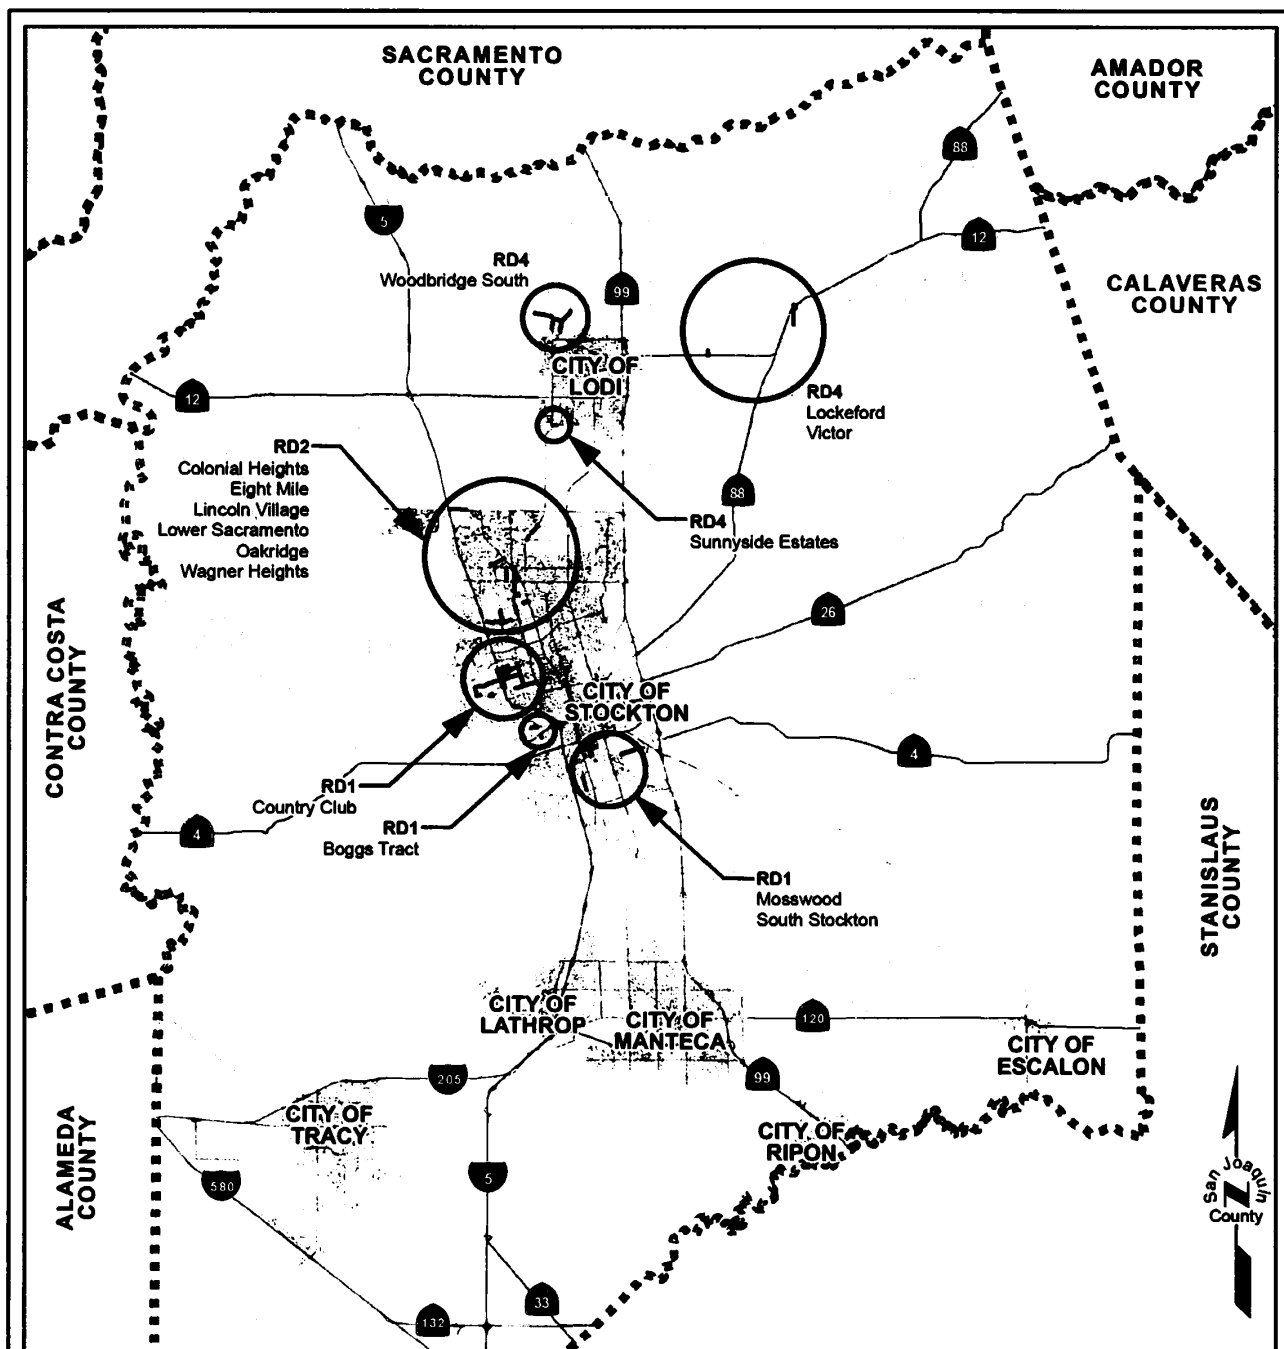 SACRAMENTO
COUNTY
AMADOR
COUNTY
88
5
12
RD4
Woodbridge South
99
CALAVERAS
COUNTY
CITY OF
LODI
12
RD4
Lockeford
Victor
RD2
Colonial Heights
Eight Mile
Lincoln Village
Lower Sacramento
Oakridge
Wagner Heights
88
RD4
Sunnyside Estates
26
CONTRA COSTA
COUNTY
CITY OF
STOCKTON
4
RD1
Country Club
4
RD1
Boggs Tract
STANISLAUS
COUNTY
RD1
Mosswood
South Stockton
CITY OF
LATHROP
CITY OF
MANTECA
120
CITY OF
ESCALON
205
99
CITY OF
TRACY
CITY OF
RIPON
ALAMEDA
COUNTY
580
5
San Joaquin
County
33
132